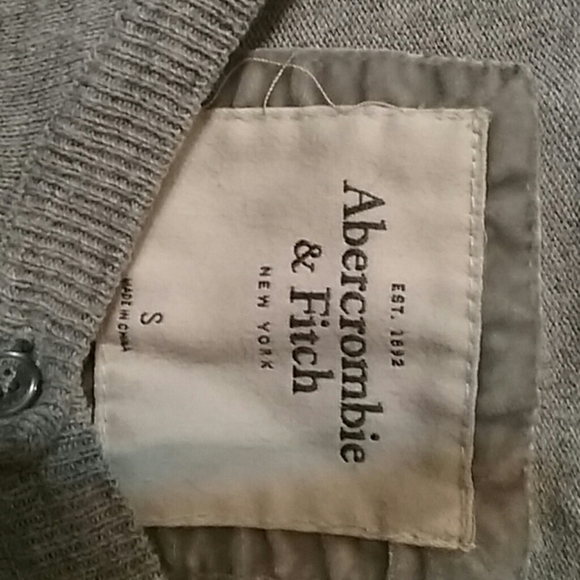 EST. 1892
Abercrombie
& Fitch
NEW YORK
S
MADE IN CHINA